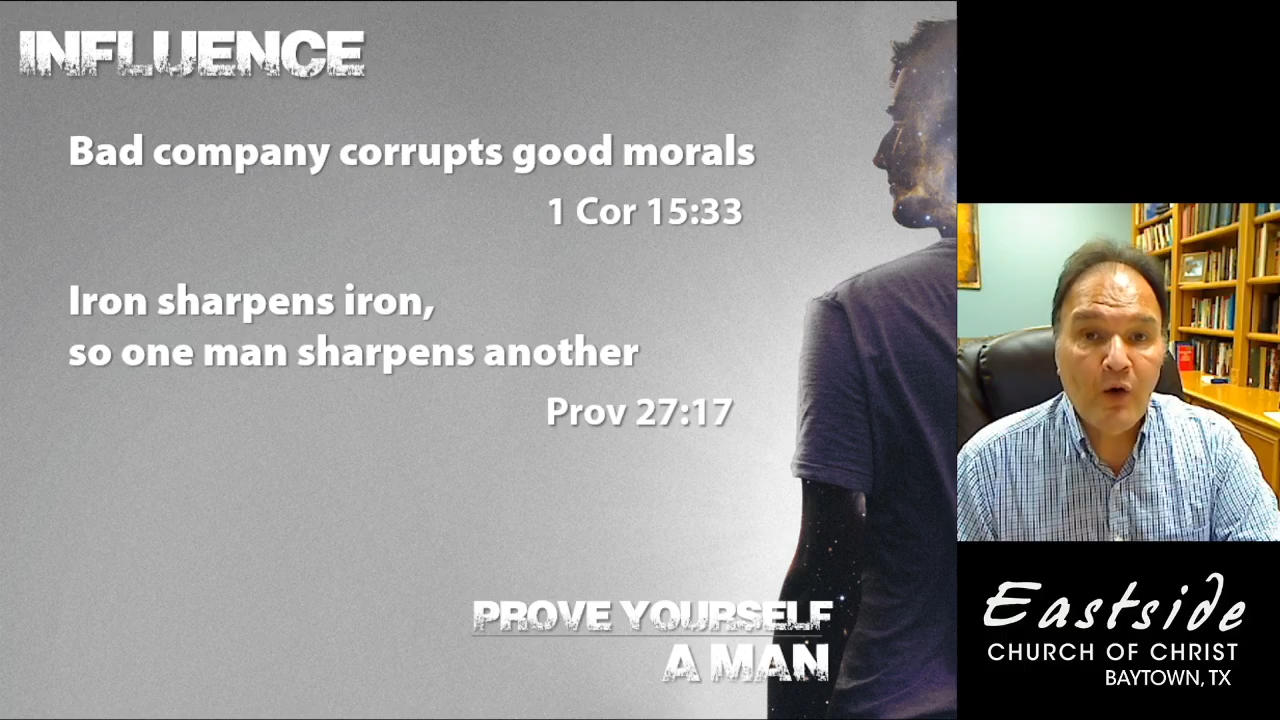 INFLUENCE
Bad company corrupts good morals
1 Cor 15:33
Iron sharpens iron,
so one man sharpens another
Prov 27:17
PROVE YOURSELF
A MAN
Eastside
CHURCH OF CHRIST
BAYTOWN, TX